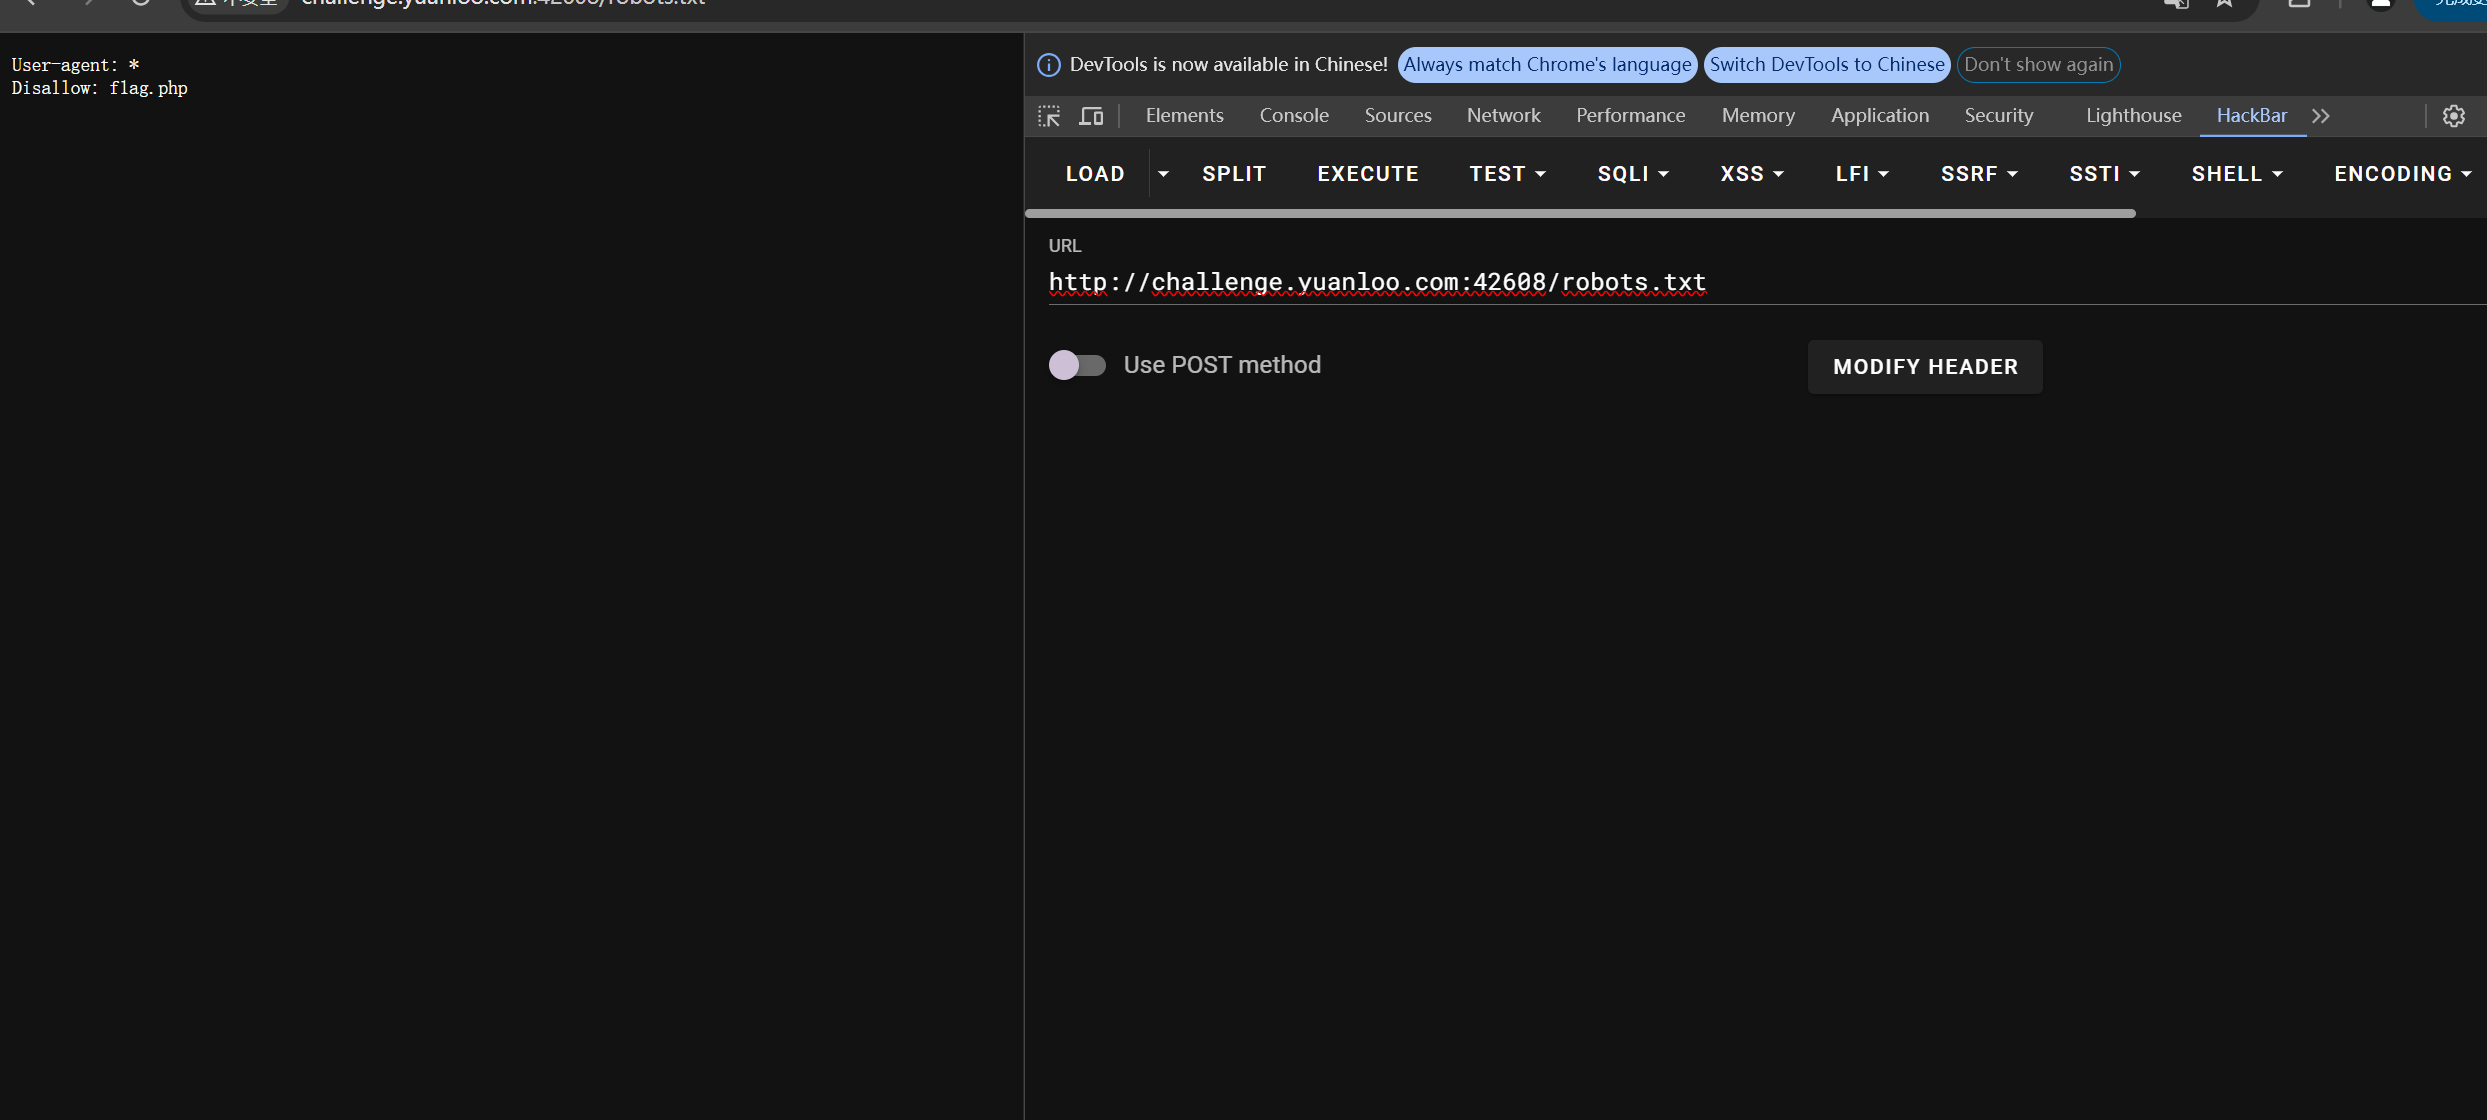 不安全 challenge.yuanloo.com:42608/robots.txt
User-agent: *
Disallow: flag.php
DevTools is now available in Chinese! Always match Chrome's language Switch DevTools to Chinese Don't show again
Elements Console Sources Network Performance Memory Application Security Lighthouse HackBar
LOAD SPLIT EXECUTE TEST SQLI XSS LFI SSRF SSTI SHELL ENCODING
URL
http://challenge.yuanloo.com:42608/robots.txt
Use POST method MODIFY HEADER